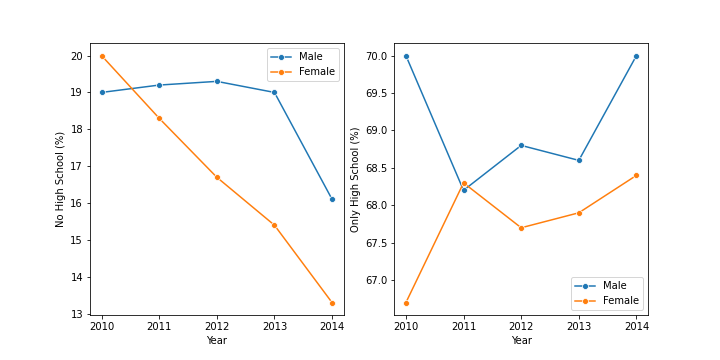 20
19
18
17
16
15
14
13
No High School (%)
2010 2011 2012 2013 2014
Year
Male
Female
70.0
69.5
69.0
68.5
68.0
67.5
67.0
Only High School (%)
2010 2011 2012 2013 2014
Year
Male
Female